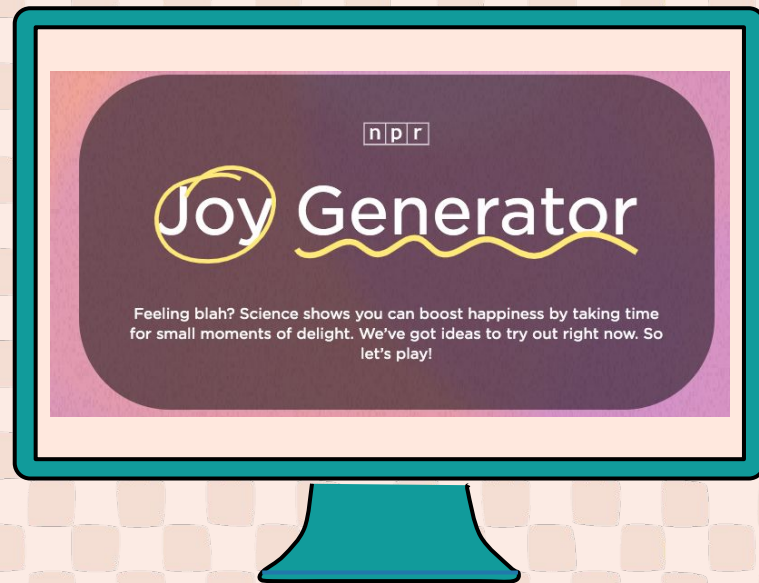 npr
Joy Generator
Feeling blah? Science shows you can boost happiness by taking time
for small moments of delight. We've got ideas to try out right now. So
let's play!